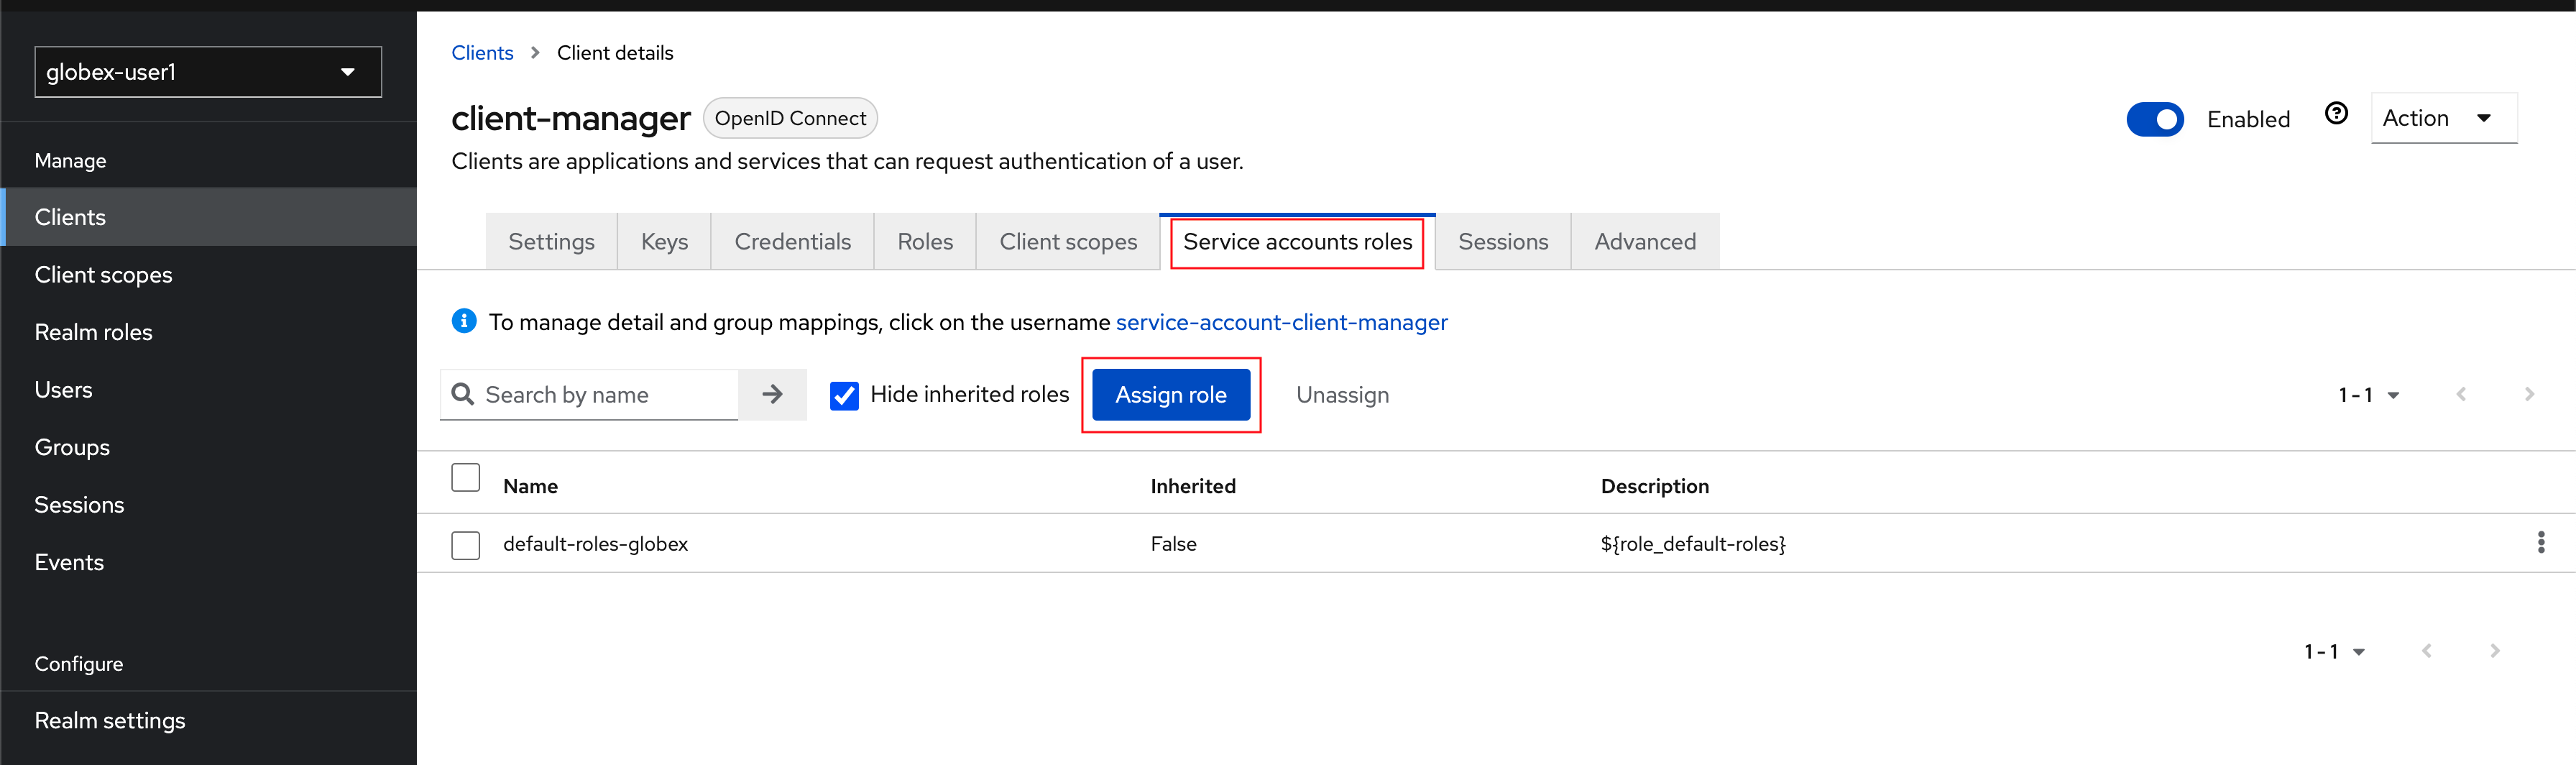 globex-user1
Manage
Clients
Client scopes
Realm roles
Users
Groups
Sessions
Events
Configure
Realm settings
Clients > Client details
client-manager OpenID Connect
Enabled Action
Clients are applications and services that can request authentication of a user.
Settings Keys Credentials Roles Client scopes Service accounts roles Sessions Advanced
To manage detail and group mappings, click on the username service-account-client-manager
Search by name Hide inherited roles Assign role Unassign 1 - 1
Name Inherited Description
default-roles-globex False ${role_default-roles}
1 - 1